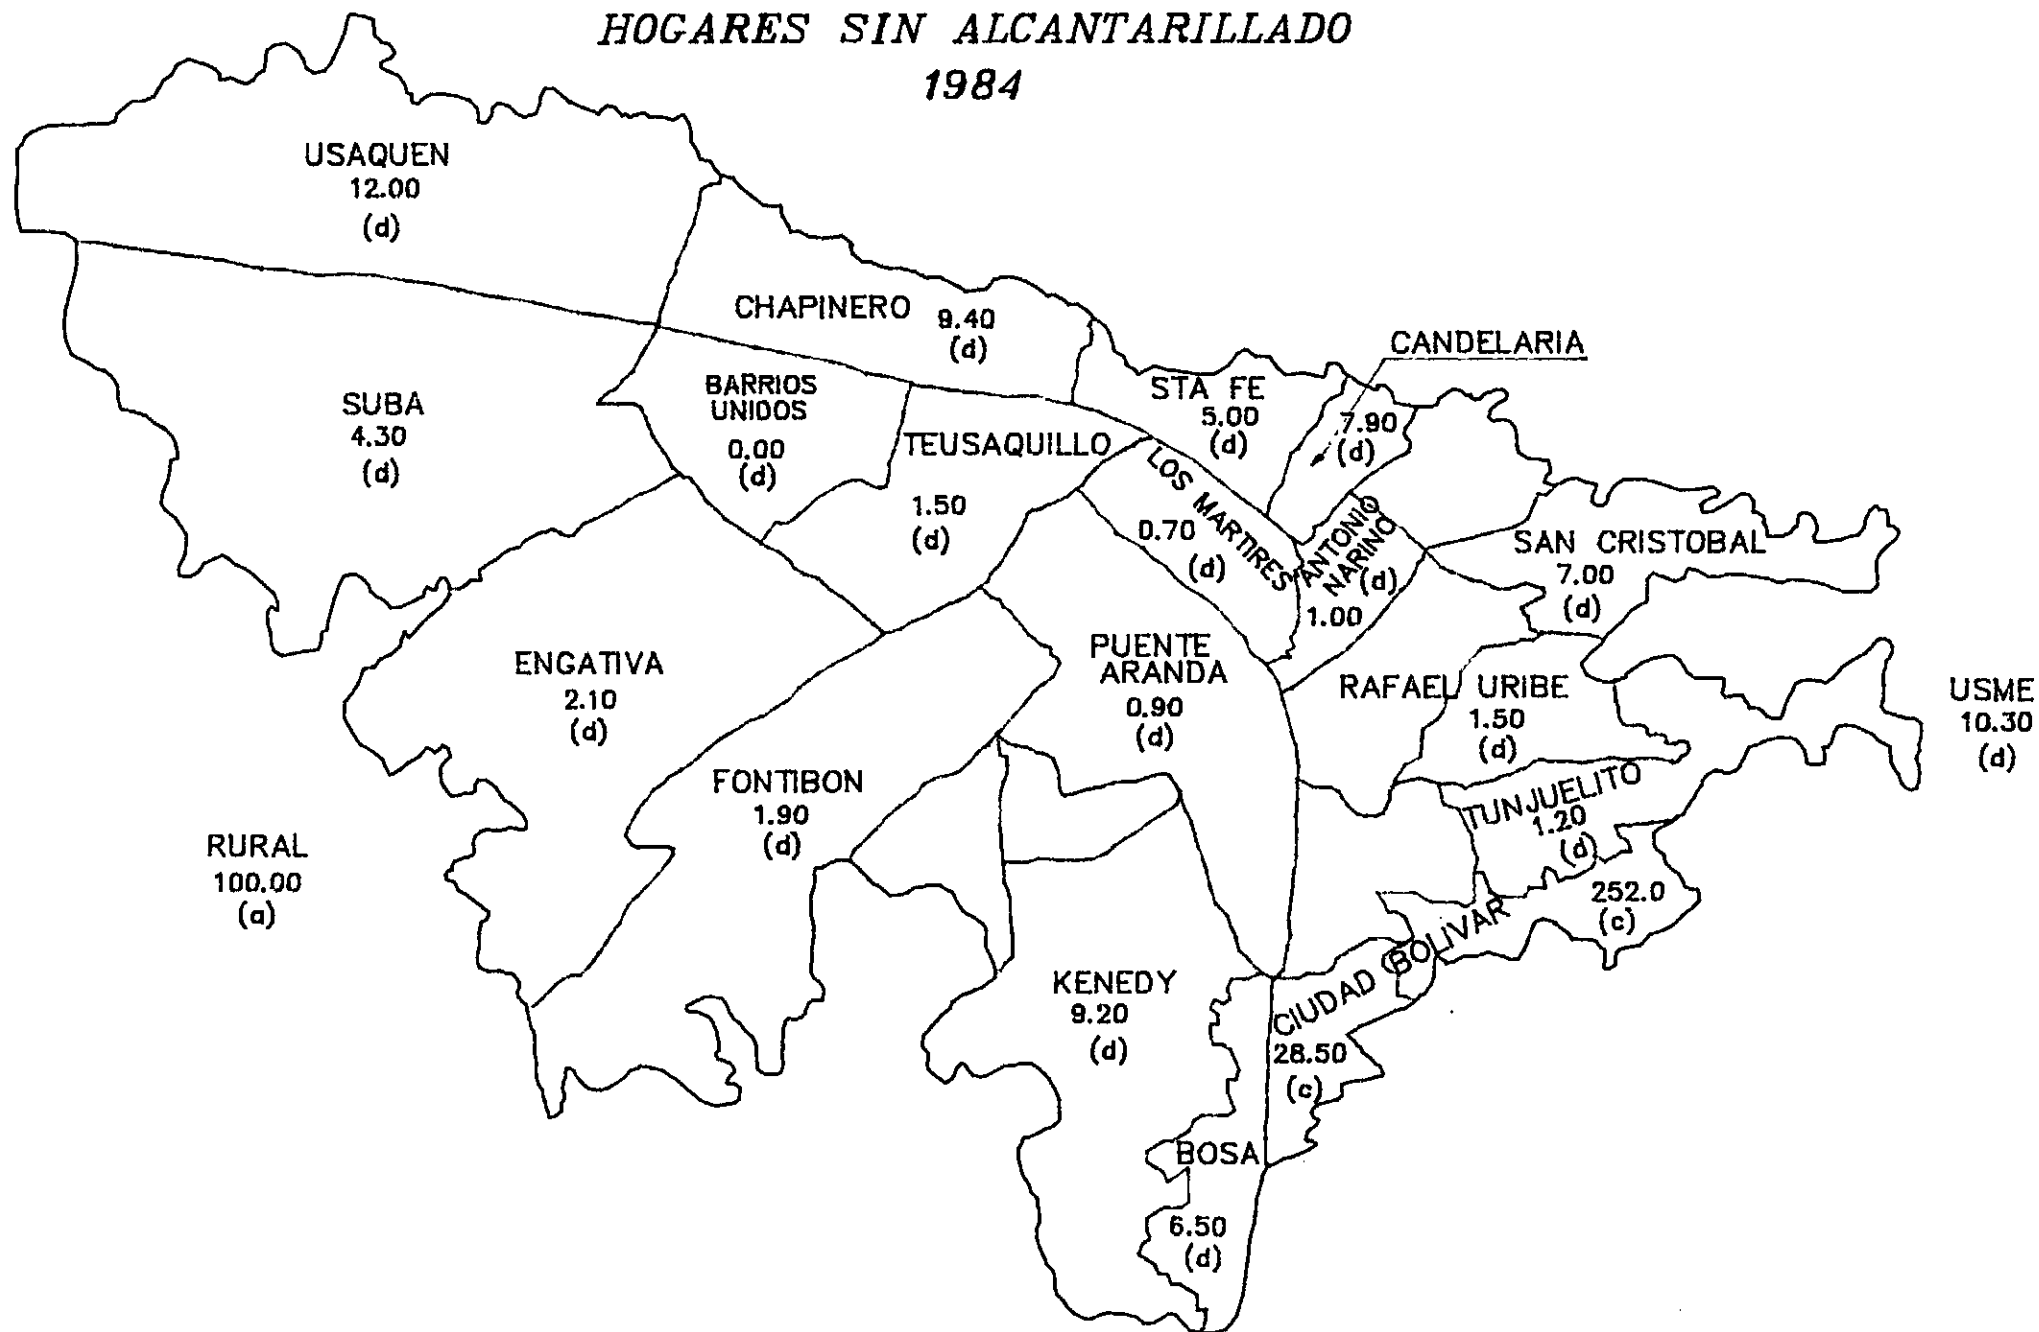 HOGARES SIN ALCANTARILLADO
1984
USAQUEN
12.00
(d)
CHAPINERO
9.40
(d)
CANDELARIA
7.90
(d)
STA FE
5.00
(d)
SUBA
4.30
(d)
BARRIOS
UNIDOS
0.00
(d)
TEUSAQUILLO
1.50
(d)
LOS MARTIRES
0.70
(d)
ANTONIO
NARINO
(d)
1.00
SAN CRISTOBAL
7.00
(d)
ENGATIVA
2.10
(d)
PUENTE
ARANDA
0.90
(d)
RAFAEL URIBE
1.50
(d)
USME
10.30
(d)
FONTIBON
1.90
(d)
TUNJUELITO
1.20
(d)
RURAL
100.00
(a)
252.0
(c)
KENEDY
9.20
(d)
CIUDAD BOLIVAR
28.50
(c)
BOSA
6.50
(d)